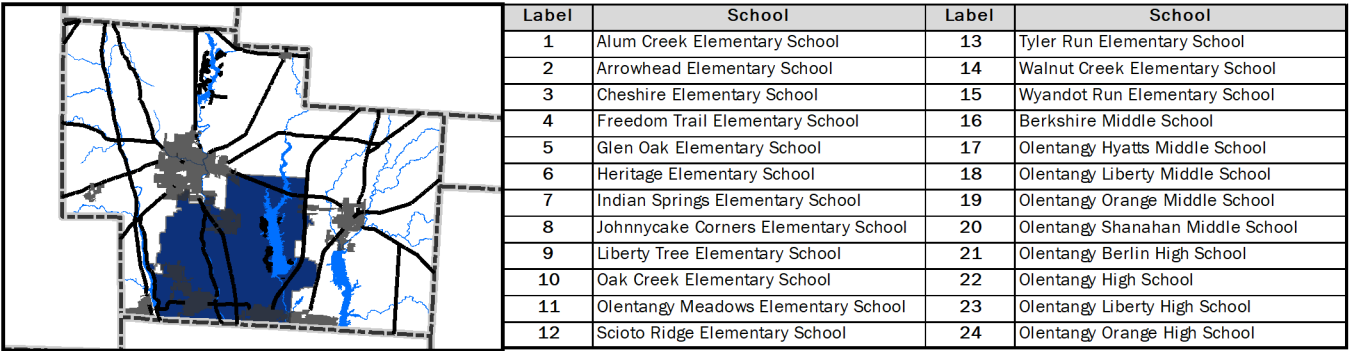 Label School Label School
1 Alum Creek Elementary School 13 Tyler Run Elementary School
2 Arrowhead Elementary School 14 Walnut Creek Elementary School
3 Cheshire Elementary School 15 Wyandot Run Elementary School
4 Freedom Trail Elementary School 16 Berkshire Middle School
5 Glen Oak Elementary School 17 Olentangy Hyatts Middle School
6 Heritage Elementary School 18 Olentangy Liberty Middle School
7 Indian Springs Elementary School 19 Olentangy Orange Middle School
8 Johnnycake Corners Elementary School 20 Olentangy Shanahan Middle School
9 Liberty Tree Elementary School 21 Olentangy Berlin High School
10 Oak Creek Elementary School 22 Olentangy High School
11 Olentangy Meadows Elementary School 23 Olentangy Liberty High School
12 Scioto Ridge Elementary School 24 Olentangy Orange High School